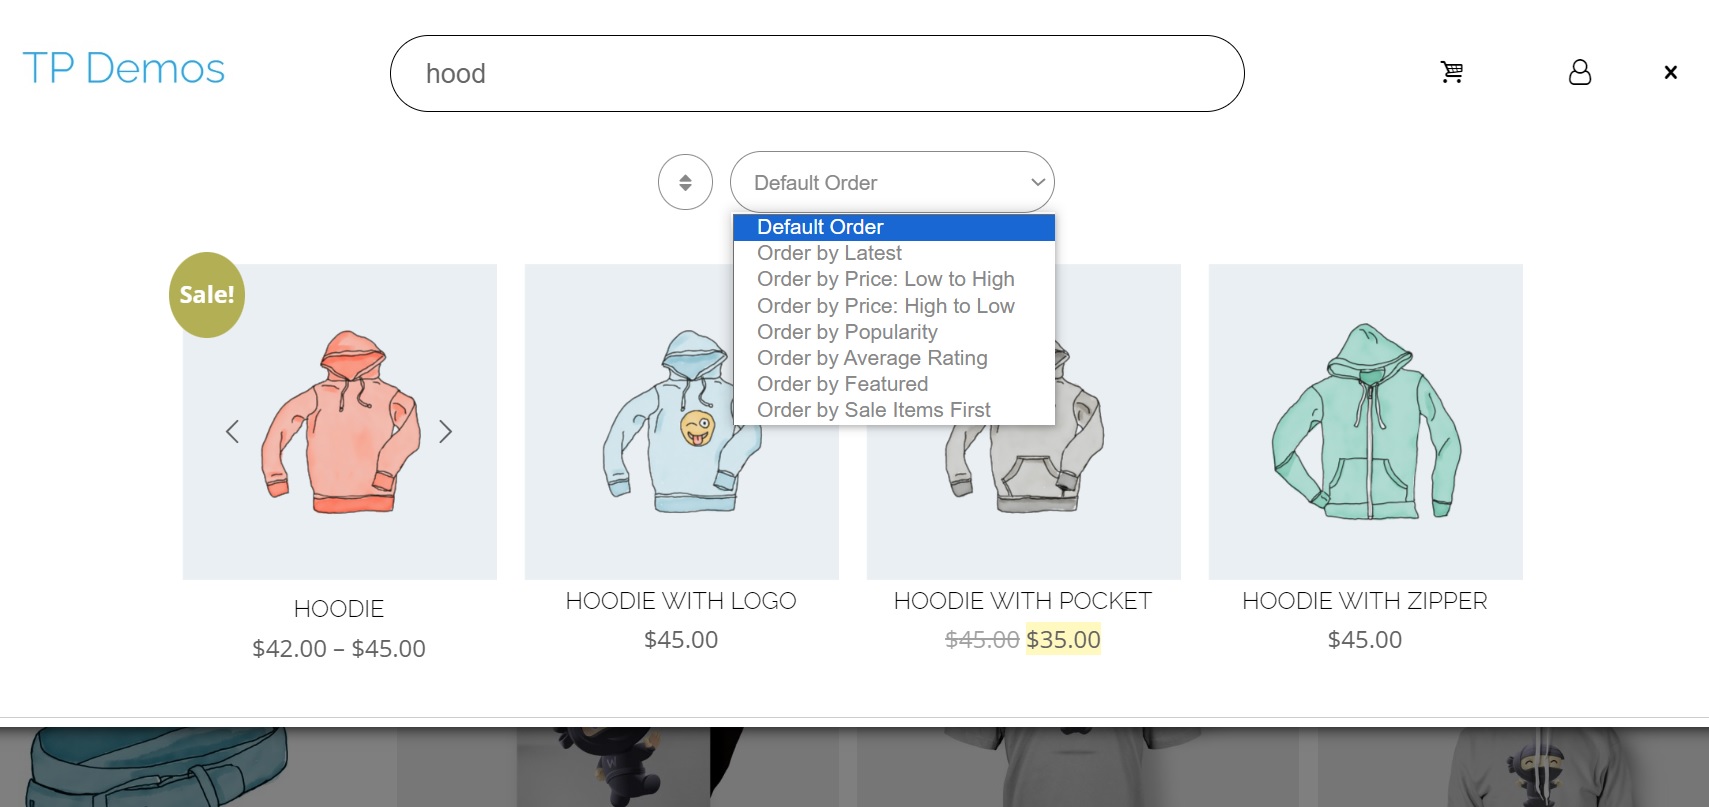 TP Demos
hood
Default Order
Default Order
Order by Latest
Order by Price: Low to High
Order by Price: High to Low
Order by Popularity
Order by Average Rating
Order by Featured
Order by Sale Items First
Sale!
HOODIE
$42.00 – $45.00
HOODIE WITH LOGO
$45.00
HOODIE WITH POCKET
$45.00 $35.00
HOODIE WITH ZIPPER
$45.00
W